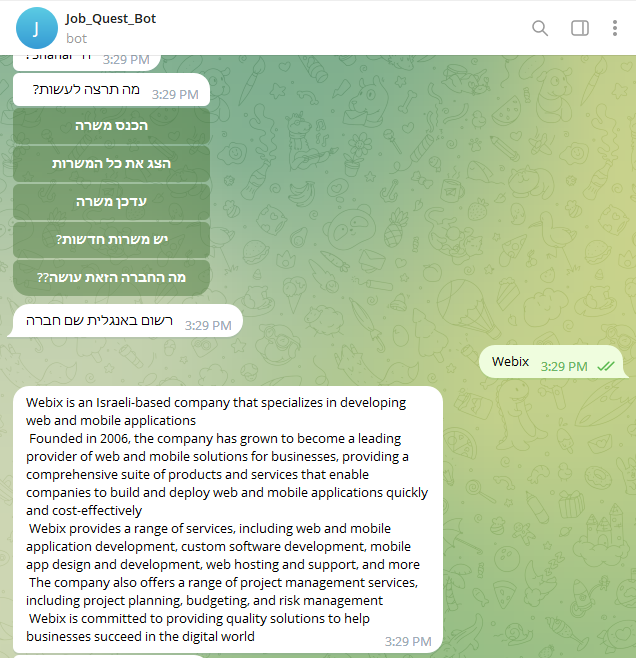 J
Job_Quest_Bot
bot
3:29 PM
מה תרצה לעשות?
3:29 PM
הכנס משרה
הצג את כל המשרות
עדכן משרה
יש משרות חדשות?
מה החברה הזאת עושה??
רשום באנגלית שם חברה
3:29 PM
Webix
3:29 PM
Webix is an Israeli-based company that specializes in developing
web and mobile applications
Founded in 2006, the company has grown to become a leading
provider of web and mobile solutions for businesses, providing a
comprehensive suite of products and services that enable
companies to build and deploy web and mobile applications quickly
and cost-effectively
Webix provides a range of services, including web and mobile
application development, custom software development, mobile
app design and development, web hosting and support, and more
The company also offers a range of project management services,
including project planning, budgeting, and risk management
Webix is committed to providing quality solutions to help
businesses succeed in the digital world
3:29 PM